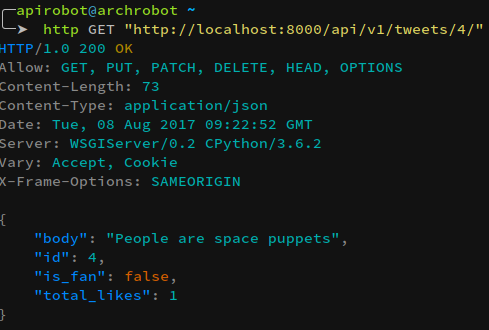 apirobot@archrobot ~
➤ http GET "http://localhost:8000/api/v1/tweets/4/"
HTTP/1.0 200 OK
Allow: GET, PUT, PATCH, DELETE, HEAD, OPTIONS
Content-Length: 73
Content-Type: application/json
Date: Tue, 08 Aug 2017 09:22:52 GMT
Server: WSGIServer/0.2 CPython/3.6.2
Vary: Accept, Cookie
X-Frame-Options: SAMEORIGIN
{
"body": "People are space puppets",
"id": 4,
"is_fan": false,
"total_likes": 1
}